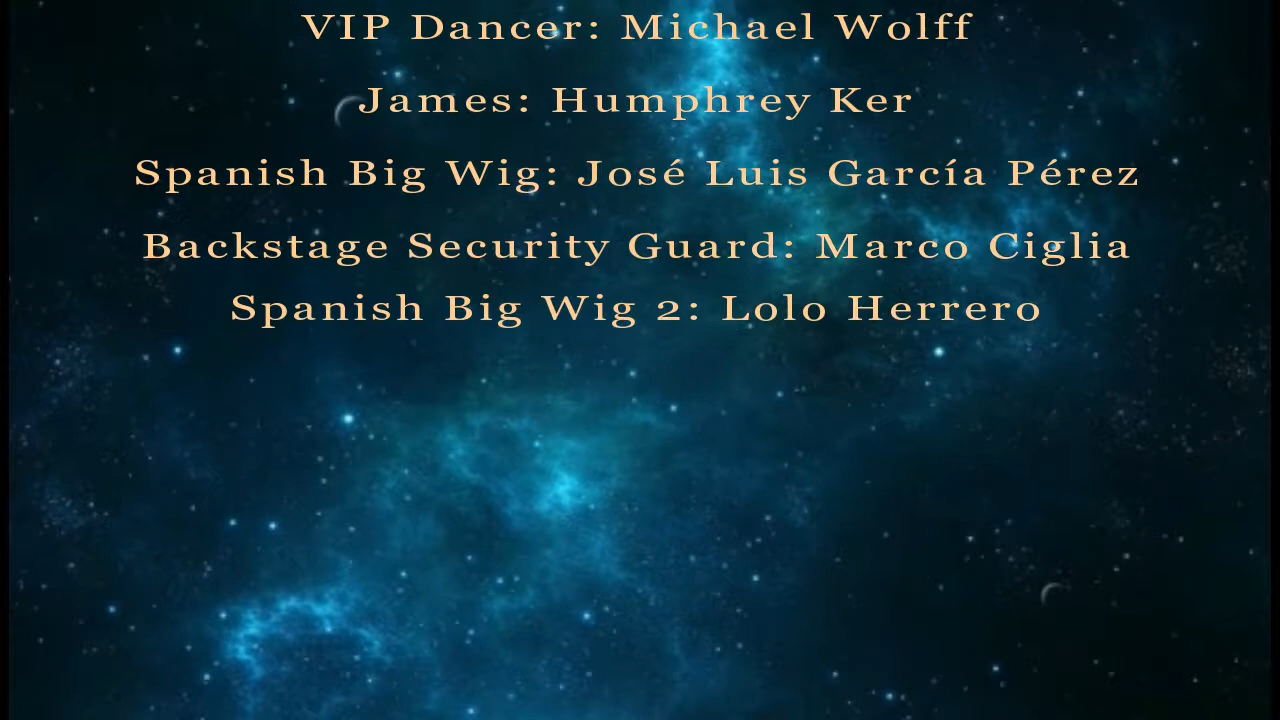 VIP Dancer: Michael Wolff
James: Humphrey Ker
Spanish Big Wig: José Luis García Pérez
Backstage Security Guard: Marco Ciglia
Spanish Big Wig 2: Lolo Herrero